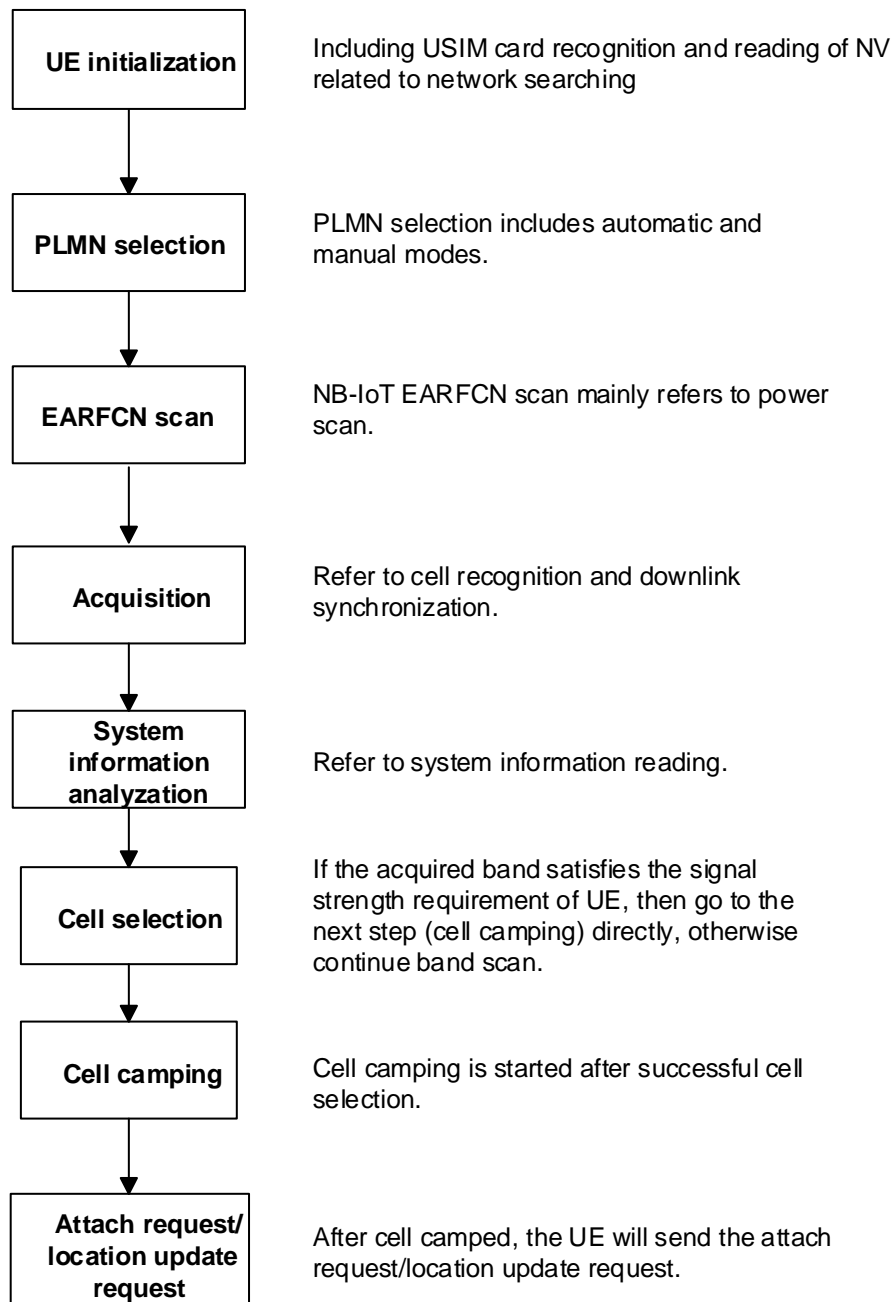 UE initialization
Including USIM card recognition and reading of NV
related to network searching
PLMN selection
PLMN selection includes automatic and
manual modes.
EARFCN scan
NB-IoT EARFCN scan mainly refers to power
scan.
Acquisition
Refer to cell recognition and downlink
synchronization.
System
information
analyzation
Refer to system information reading.
Cell selection
If the acquired band satisfies the signal
strength requirement of UE, then go to the
next step (cell camping) directly, otherwise
continue band scan.
Cell camping
Cell camping is started after successful cell
selection.
Attach request/
location update
request
After cell camped, the UE will send the attach
request/location update request.